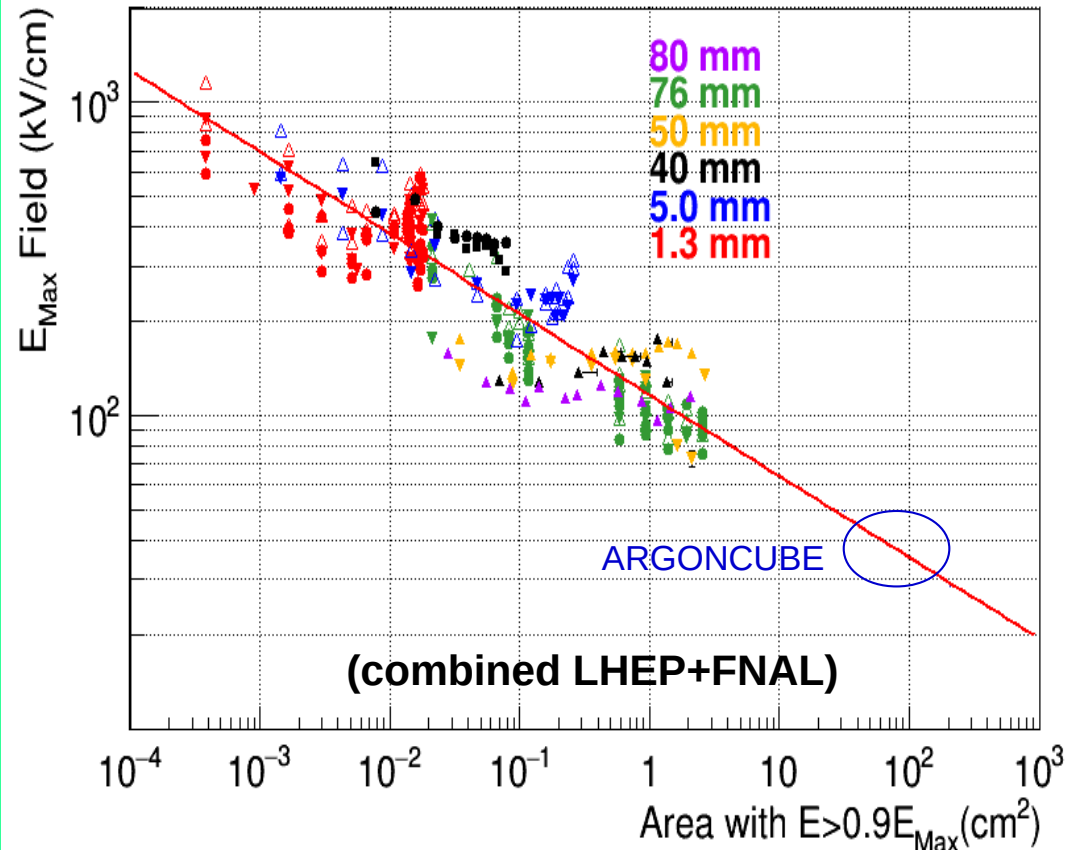 E_Max Field (kV/cm)
10³
10²
80 mm
76 mm
50 mm
40 mm
5.0 mm
1.3 mm
ARGONCUBE
(combined LHEP+FNAL)
10⁻⁴ 10⁻³ 10⁻² 10⁻¹ 1 10 10² 10³
Area with E>0.9E_Max(cm²)